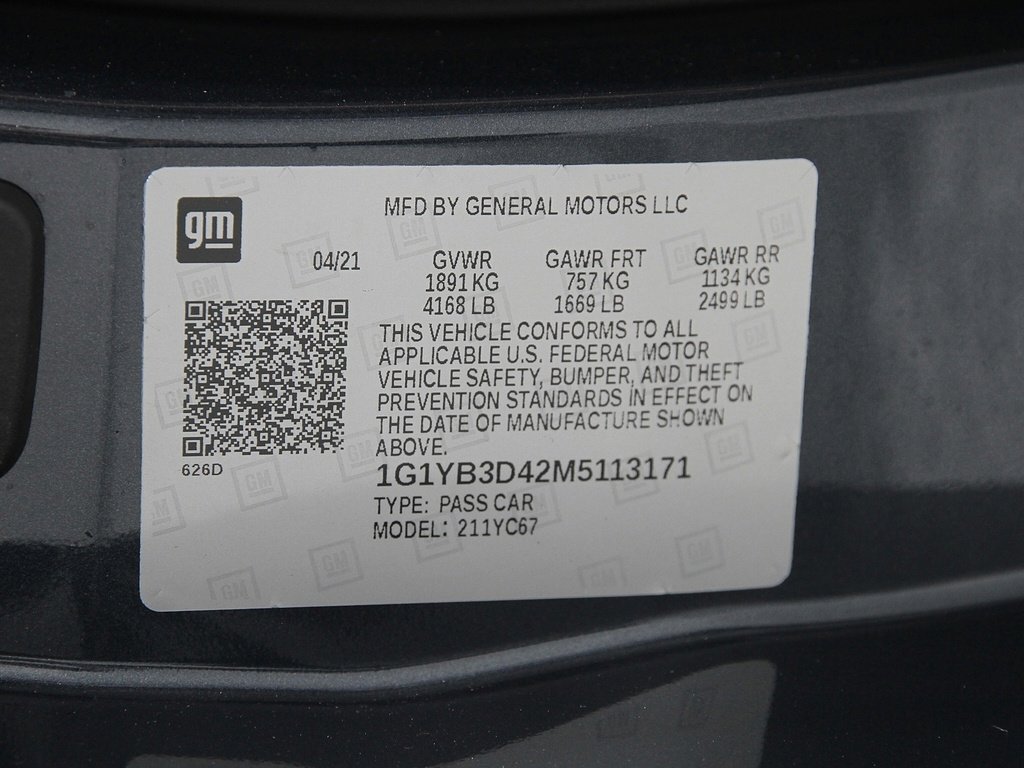 gm
MFD BY GENERAL MOTORS LLC
04/21 GVWR GAWR FRT GAWR RR
1891 KG 757 KG 1134 KG
4168 LB 1669 LB 2499 LB
THIS VEHICLE CONFORMS TO ALL
APPLICABLE U.S. FEDERAL MOTOR
VEHICLE SAFETY, BUMPER, AND THEFT
PREVENTION STANDARDS IN EFFECT ON
THE DATE OF MANUFACTURE SHOWN
ABOVE.
626D
1G1YB3D42M5113171
TYPE: PASS CAR
MODEL: 211YC67